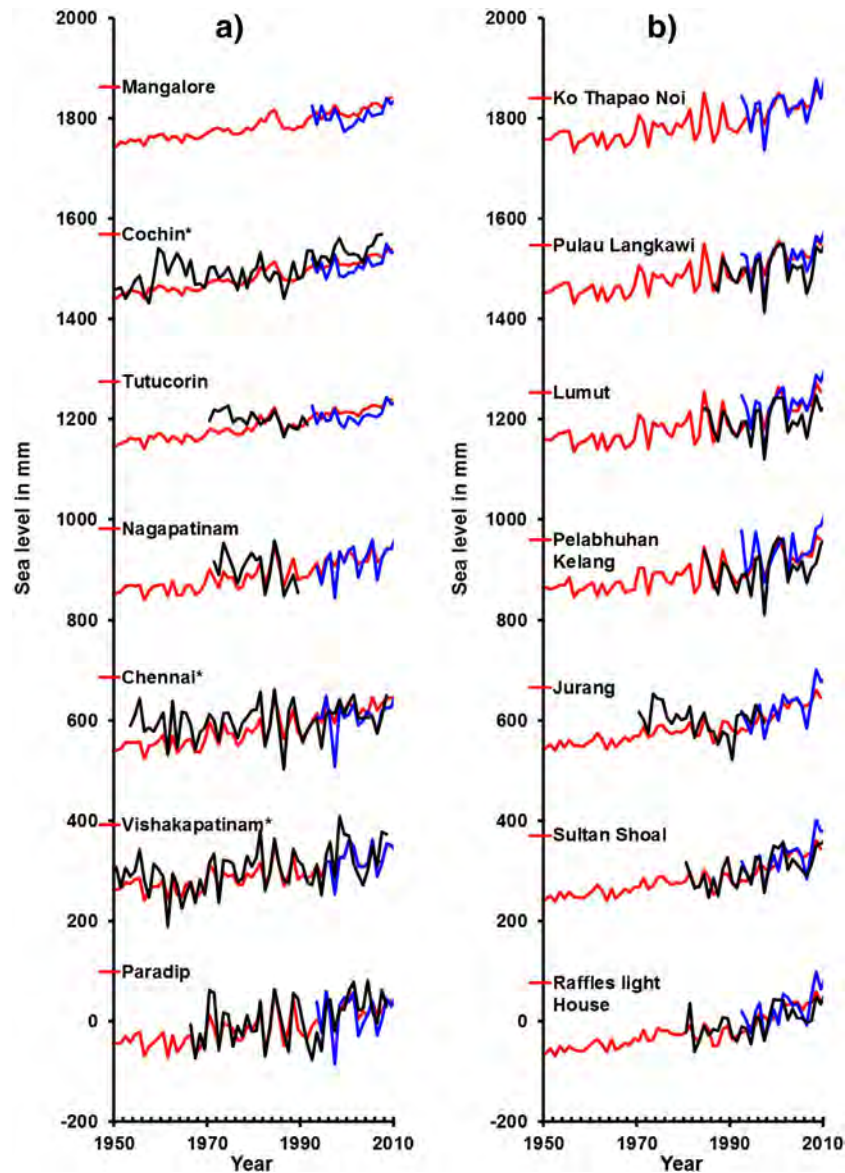 a)
2000
1800
1600
1400
1200
1000
800
600
400
200
0
-200
Sea level in mm
Mangalore
Cochin*
Tutucorin
Nagapatinam
Chennai*
Vishakapatinam*
Paradip
1950
1970
1990
2010
Year
b)
2000
1800
1600
1400
1200
1000
800
600
400
200
0
-200
Sea level in mm
Ko Thapao Noi
Pulau Langkawi
Lumut
Pelabhuhan
Kelang
Jurang
Sultan Shoal
Raffles light
House
1950
1970
1990
2010
Year